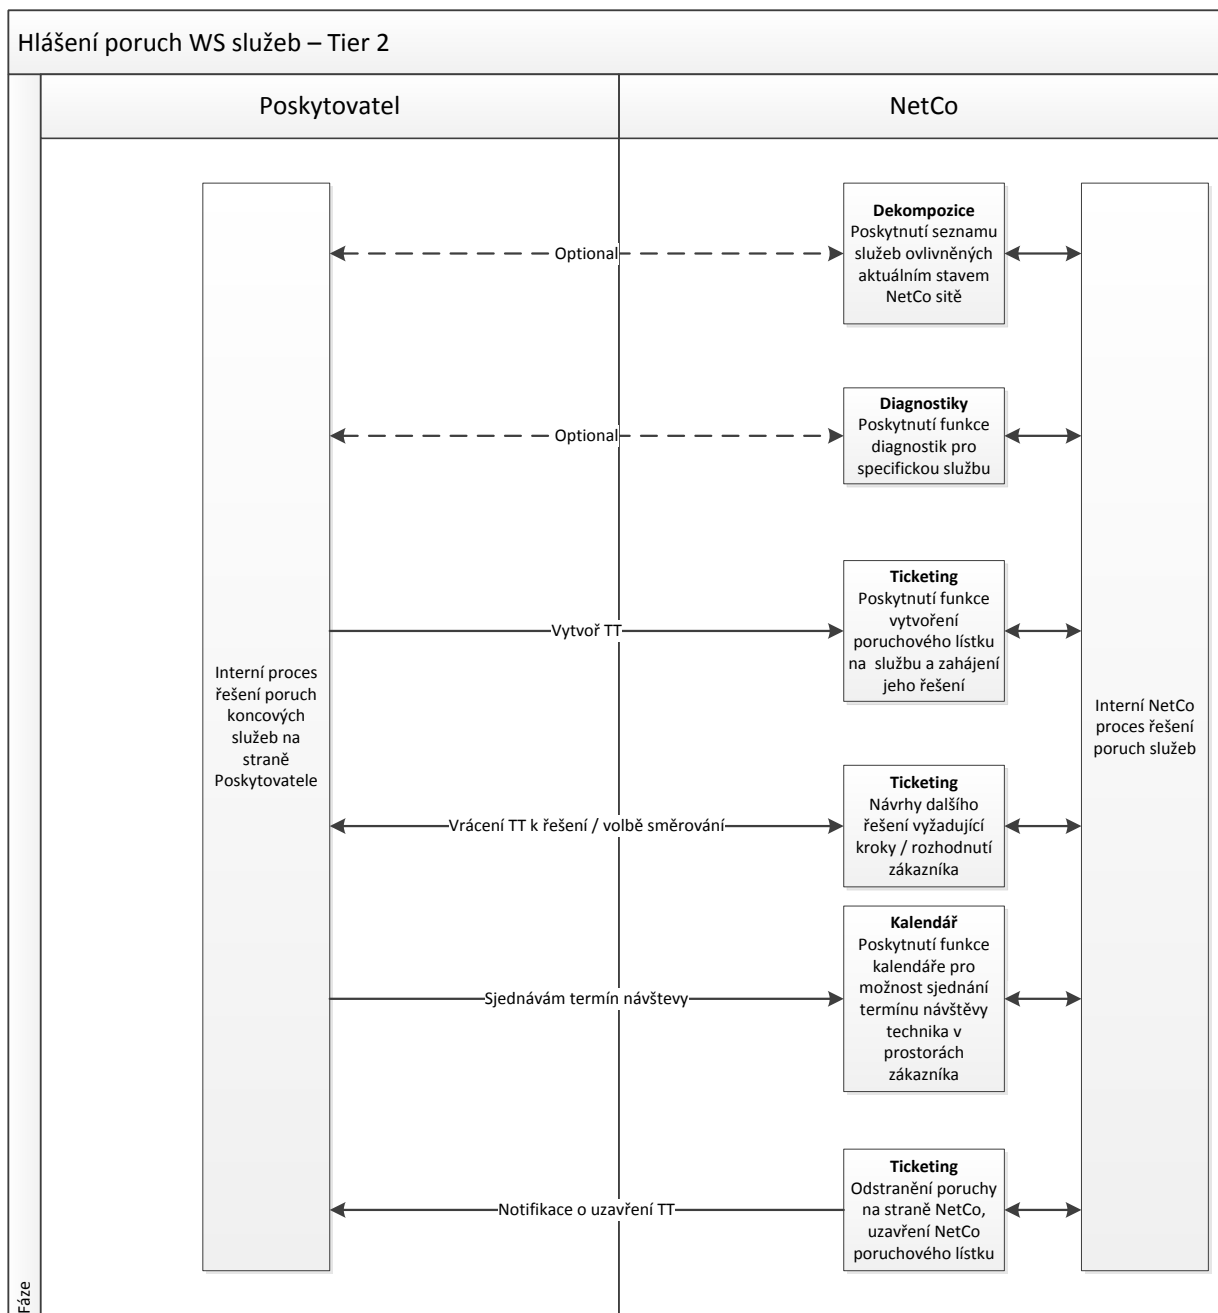 Hlášení poruch WS služeb – Tier 2
Poskytovatel
NetCo
Dekompozice
Poskytnutí seznamu
služeb ovlivněných
aktuálním stavem
NetCo sitě
Optional
Diagnostiky
Poskytnutí funkce
diagnostik pro
specifickou službu
Optional
Ticketing
Poskytnutí funkce
vytvoření
poruchového lístku
na službu a zahájení
jeho řešení
Vytvoř TT
Interní proces
řešení poruch
koncových
služeb na
straně
Poskytovatele
Interní NetCo
proces řešení
poruch služeb
Ticketing
Návrhy dalšího
řešení vyžadující
kroky / rozhodnutí
zákazníka
Vrácení TT k řešení / volbě směrování
Kalendář
Poskytnutí funkce
kalendáře pro
možnost sjednání
termínu návštěvy
technika v
prostorách
zákazníka
Sjednávám termín návštevy
Ticketing
Odstranění poruchy
na straně NetCo,
uzavření NetCo
poruchového lístku
Notifikace o uzavření TT
Fáze